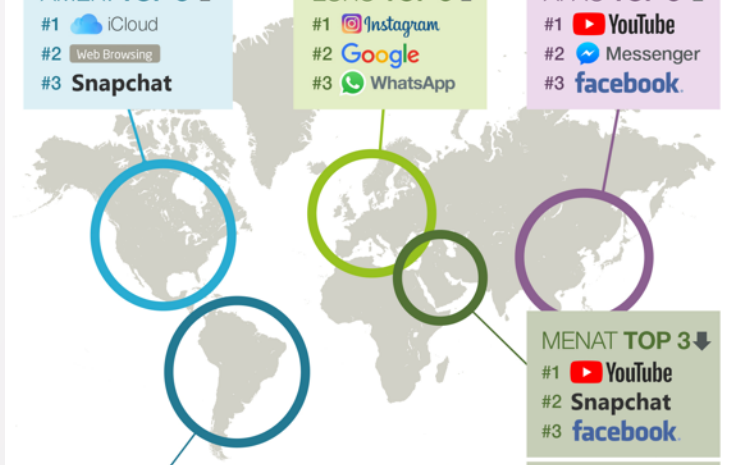 #1 iCloud
#2 Web Browsing
#3 Snapchat
#1 Instagram
#2 Google
#3 WhatsApp
#1 YouTube
#2 Messenger
#3 facebook.
MENAT TOP 3
#1 YouTube
#2 Snapchat
#3 facebook.